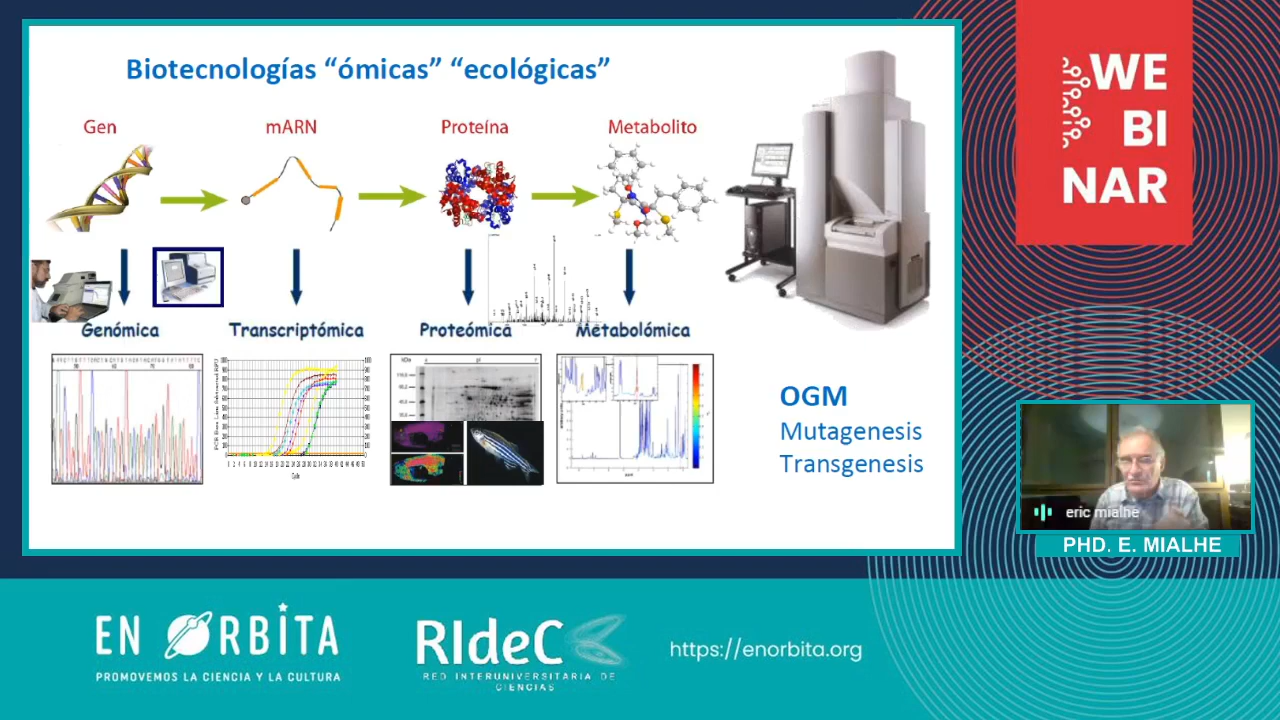 Biotecnologías “ómicas” “ecológicas”
Gen
mARN
Proteína
Metabolito
Genómica
Transcriptómica
Proteómica
Metabolómica
OGM
Mutagenesis
Transgenesis
WE
BI
NAR
eric mialhe
PHD. E. MIALHE
EN ORBITA
PROMOVEMOS LA CIENCIA Y LA CULTURA
RIdeC
RED INTERUNIVERSITARIA DE
CIENCIAS
https://enorbita.org